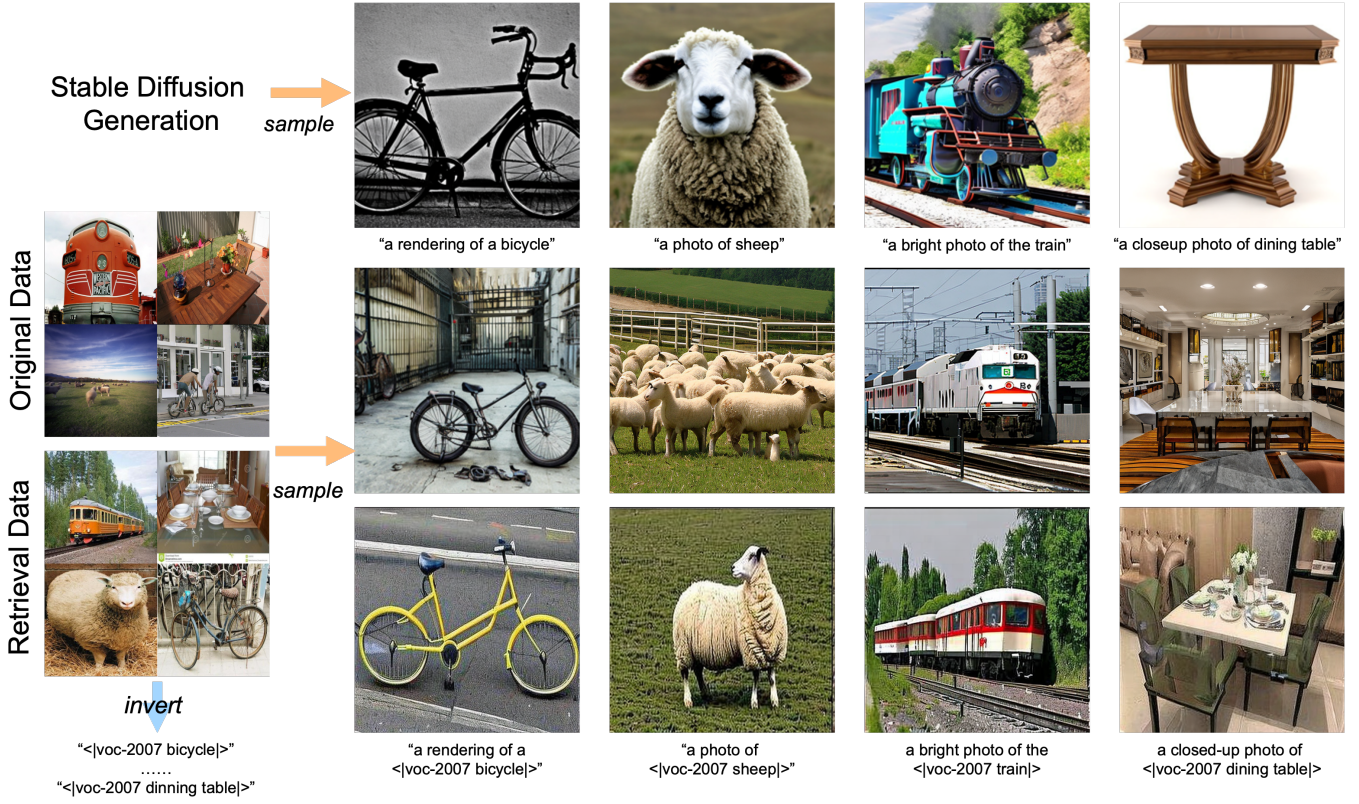 Stable Diffusion
Generation
sample
“a rendering of a bicycle”
“a photo of sheep”
“a bright photo of the train”
“a closeup photo of dining table”
Original Data
WESTERN
PACIFIC
sample
Retrieval Data
invert
“<|voc-2007 bicycle|>”
......
“<|voc-2007 dinning table|>”
“a rendering of a
<|voc-2007 bicycle|>”
“a photo of
<|voc-2007 sheep|>”
a bright photo of the
<|voc-2007 train|>
a closed-up photo of
<|voc-2007 dining table|>